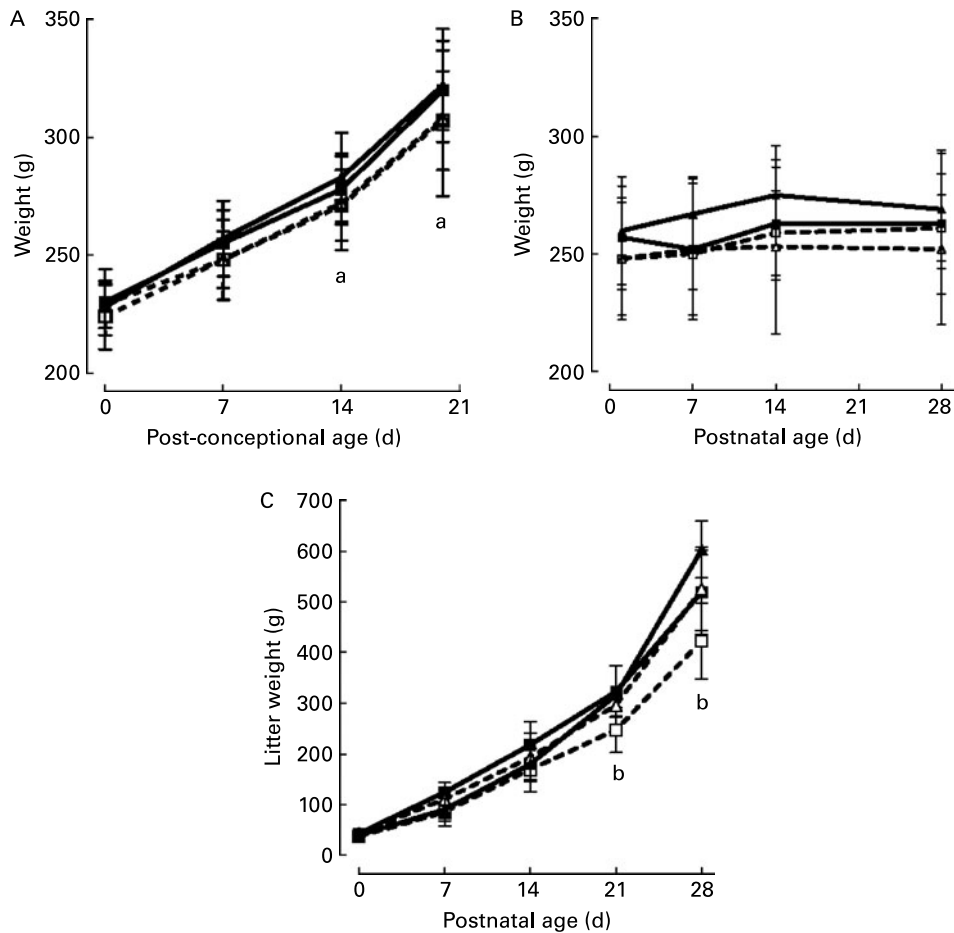 A
350
300
250
200
Weight (g)
a
a
0 7 14 21
Post-conceptional age (d)
B
350
300
250
200
Weight (g)
0 7 14 21 28
Postnatal age (d)
C
700
600
500
400
300
200
100
0
Litter weight (g)
b
b
0 7 14 21 28
Postnatal age (d)